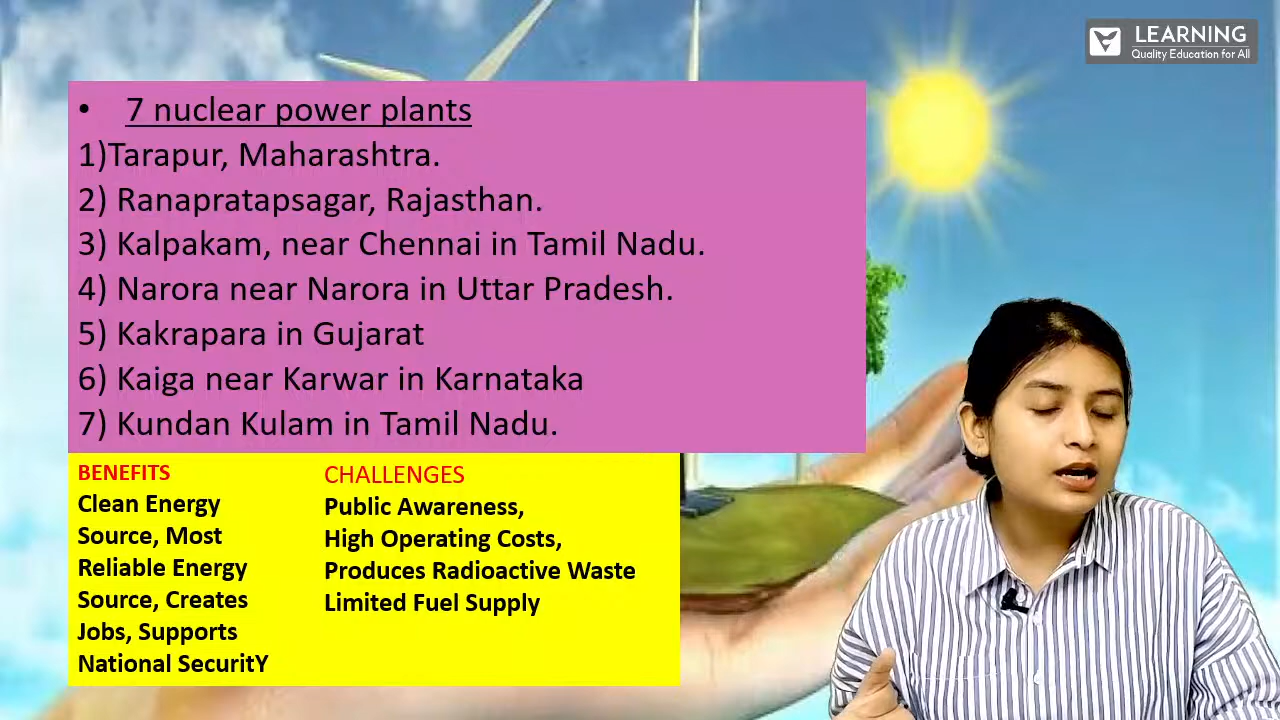 LEARNING
Quality Education for All
• 7 nuclear power plants
1)Tarapur, Maharashtra.
2) Ranapratapsagar, Rajasthan.
3) Kalpakam, near Chennai in Tamil Nadu.
4) Narora near Narora in Uttar Pradesh.
5) Kakrapara in Gujarat
6) Kaiga near Karwar in Karnataka
7) Kundan Kulam in Tamil Nadu.
BENEFITS
Clean Energy
Source, Most
Reliable Energy
Source, Creates
Jobs, Supports
National SecuritY
CHALLENGES
Public Awareness,
High Operating Costs,
Produces Radioactive Waste
Limited Fuel Supply